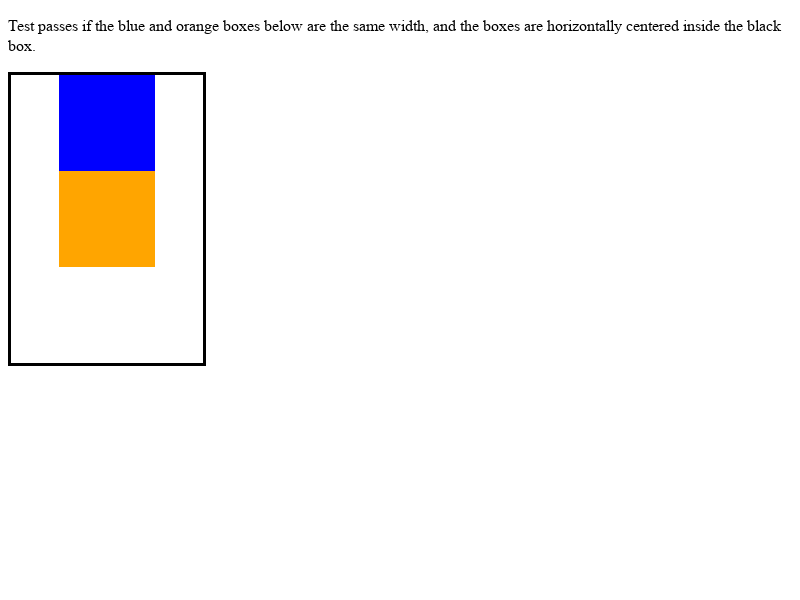 Test passes if the blue and orange boxes below are the same width, and the boxes are horizontally centered inside the black
box.